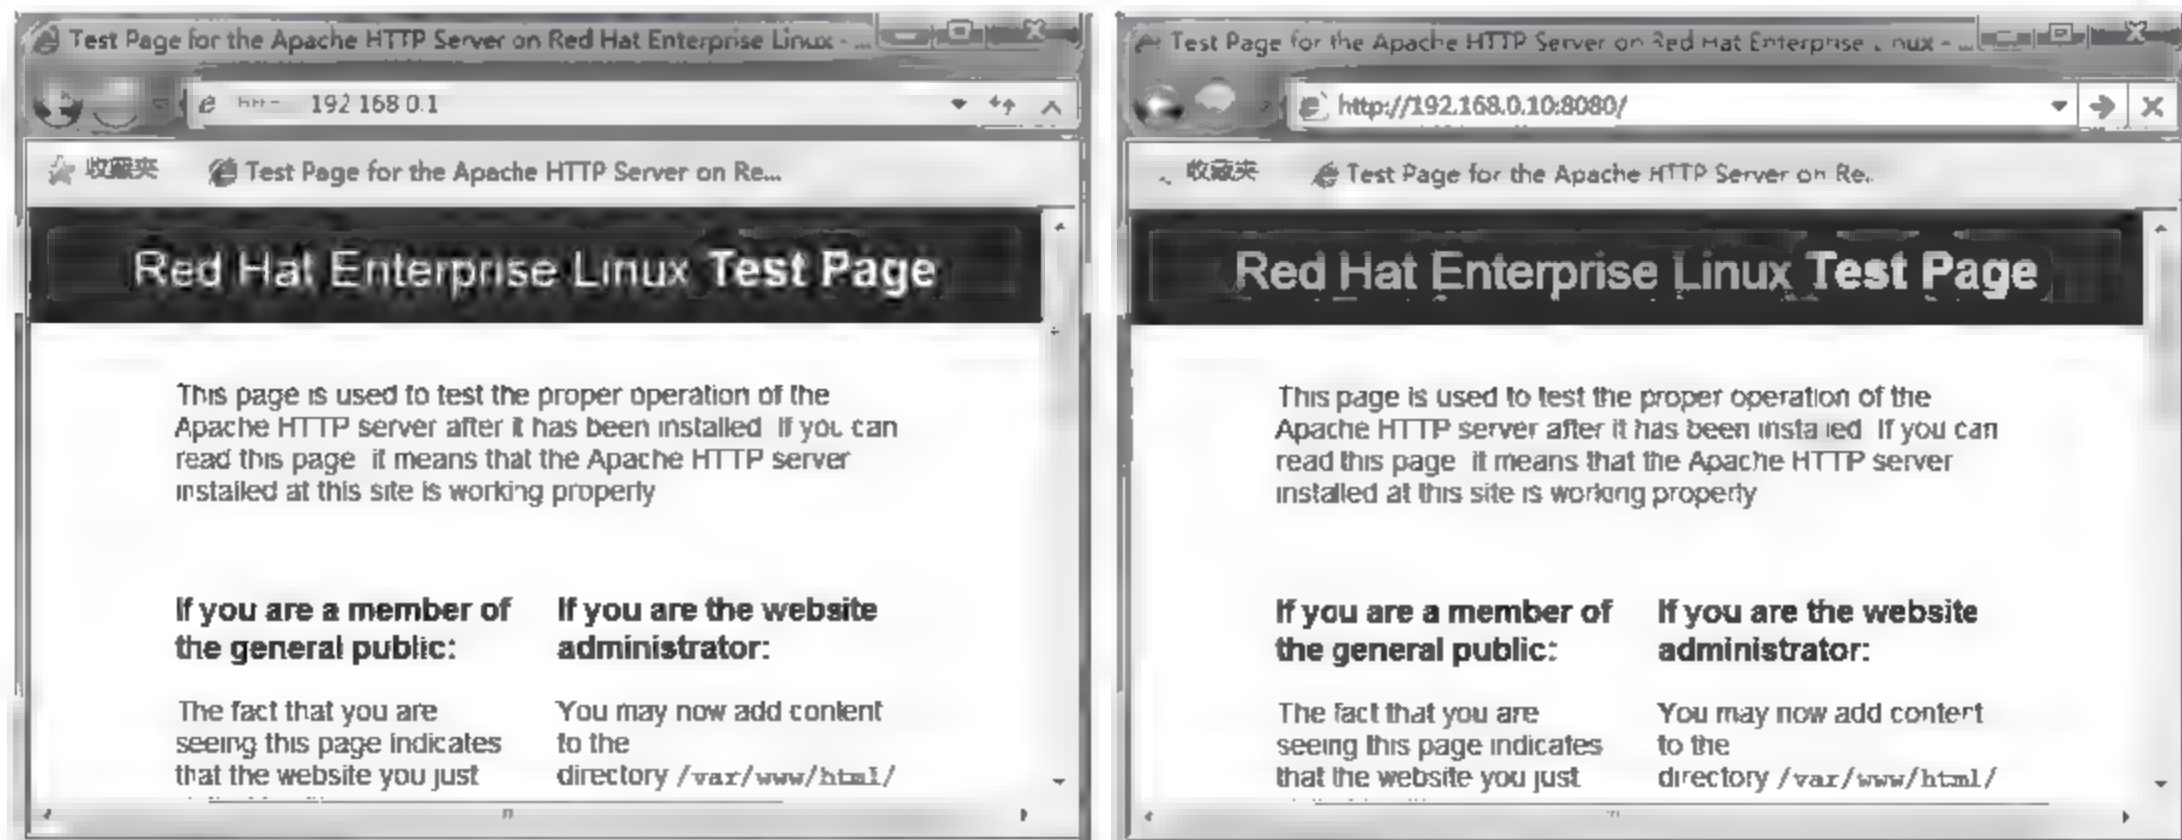 Test Page for the Apache HTTP Server on Red Hat Enterprise Linux - ...
192 168 0.1
收藏夹 Test Page for the Apache HTTP Server on Re...
Red Hat Enterprise Linux Test Page
This page is used to test the proper operation of the
Apache HTTP server after it has been installed If you can
read this page it means that the Apache HTTP server
installed at this site is working properly
If you are a member of
the general public:
The fact that you are
seeing this page indicates
that the website you just
If you are the website
administrator:
You may now add content
to the
directory /var/www/html/
Test Page for the Apache HTTP Server on Red Hat Enterprise Linux - ...
http://192.168.0.10:8080/
收藏夹 Test Page for the Apache HTTP Server on Re..
Red Hat Enterprise Linux Test Page
This page is used to test the proper operation of the
Apache HTTP server after it has been installed If you can
read this page it means that the Apache HTTP server
installed at this site is working properly
If you are a member of
the general public:
The fact that you are
seeing this page indicates
that the website you just
If you are the website
administrator:
You may now add content
to the
directory /var/www/html/